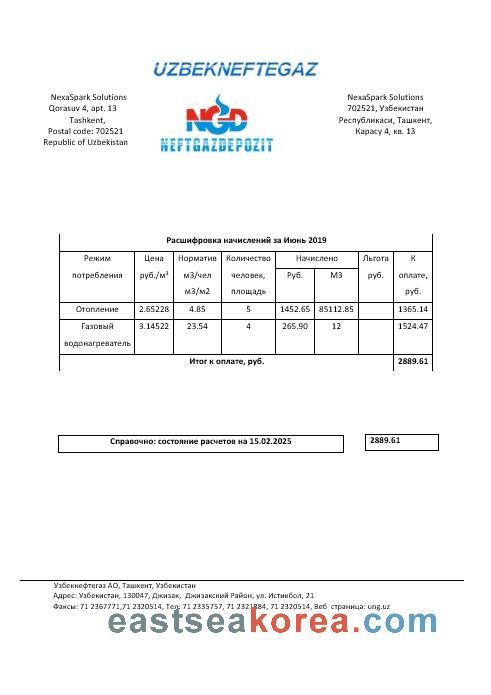 UZBEKNEFTEGAZ
NexaSpark Solutions
Qorasuv 4, apt. 13
Tashkent,
Postal code: 702521
Republic of Uzbekistan
NGD
NEFTGAZDEPOZIT
NexaSpark Solutions
702521, Узбекистан
Республикаси, Ташкент,
Карасу 4, кв. 13
Расшифровка начислений за Июнь 2019
Режим потребления Цена руб./м³ Норматив м3/чел м3/м2 Количество человек, площадь Начислено Льгота руб. К оплате, руб.
Руб. М3
Отопление 2.65228 4.85 5 1452.65 85112.85 1365.14
Газовый водонагреватель 3.14522 23.54 4 265.90 12 1524.47
Итог к оплате, руб. 2889.61
Справочно: состояние расчетов на 15.02.2025 2889.61
Узбекнефтегаз АО, Ташкент, Узбекистан
Адрес: Узбекистан, 130047, Джизак, Джизакский Район, ул. Истикбол, 21
Факсы: 71 2367771,71 2320514, Тел: 71 2335757, 71 2321884, 71 2320514, Веб страница: ung.uz
eastseakorea.com